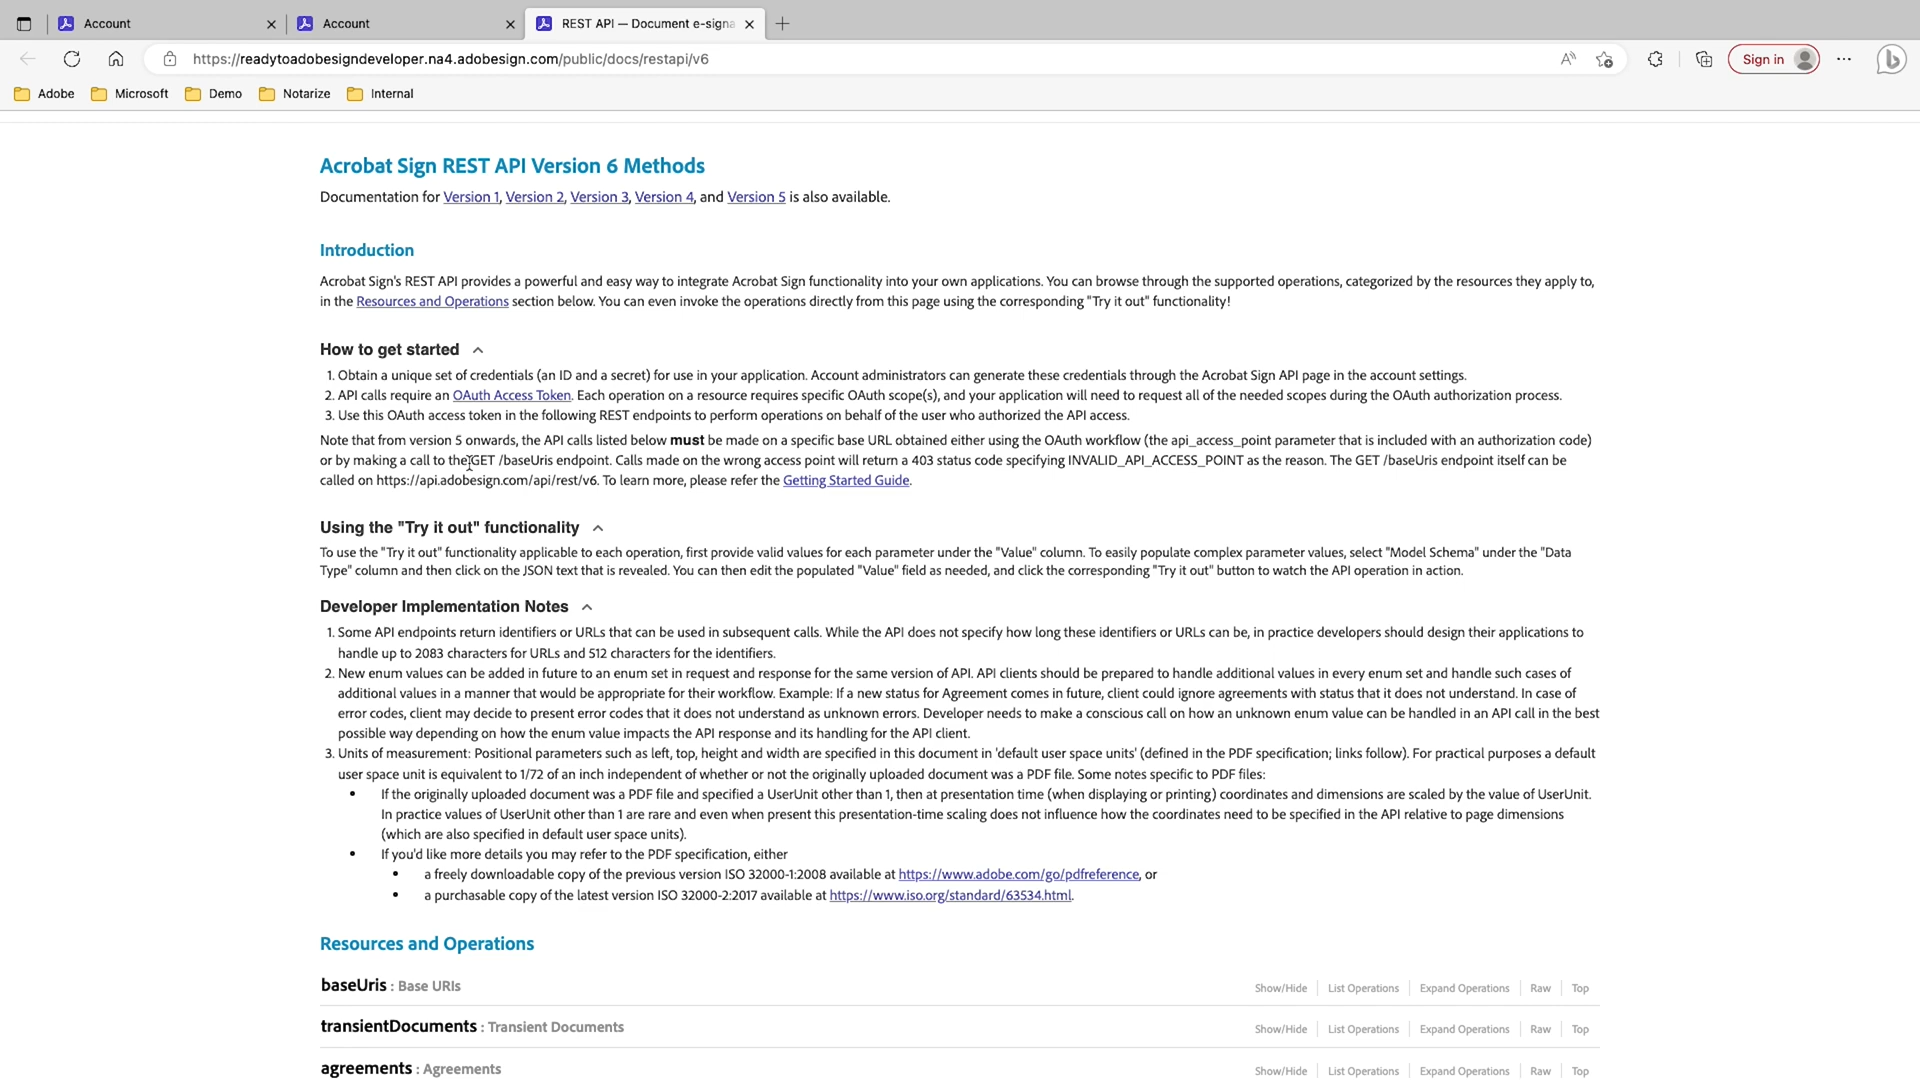 Account
Account
REST API — Document e-signa
https://readytoadobesigndeveloper.na4.adobesign.com/public/docs/restapi/v6
Sign in
Adobe
Microsoft
Demo
Notarize
Internal
Acrobat Sign REST API Version 6 Methods
Documentation for Version 1, Version 2, Version 3, Version 4, and Version 5 is also available.
Introduction
Acrobat Sign's REST API provides a powerful and easy way to integrate Acrobat Sign functionality into your own applications. You can browse through the supported operations, categorized by the resources they apply to,
in the Resources and Operations section below. You can even invoke the operations directly from this page using the corresponding "Try it out" functionality!
How to get started
1. Obtain a unique set of credentials (an ID and a secret) for use in your application. Account administrators can generate these credentials through the Acrobat Sign API page in the account settings.
2. API calls require an OAuth Access Token. Each operation on a resource requires specific OAuth scope(s), and your application will need to request all of the needed scopes during the OAuth authorization process.
3. Use this OAuth access token in the following REST endpoints to perform operations on behalf of the user who authorized the API access.
Note that from version 5 onwards, the API calls listed below must be made on a specific base URL obtained either using the OAuth workflow (the api_access_point parameter that is included with an authorization code)
or by making a call to the GET /baseUris endpoint. Calls made on the wrong access point will return a 403 status code specifying INVALID_API_ACCESS_POINT as the reason. The GET /baseUris endpoint itself can be
called on https://api.adobesign.com/api/rest/v6. To learn more, please refer the Getting Started Guide.
Using the "Try it out" functionality
To use the "Try it out" functionality applicable to each operation, first provide valid values for each parameter under the "Value" column. To easily populate complex parameter values, select "Model Schema" under the "Data
Type" column and then click on the JSON text that is revealed. You can then edit the populated "Value" field as needed, and click the corresponding "Try it out" button to watch the API operation in action.
Developer Implementation Notes
1. Some API endpoints return identifiers or URLs that can be used in subsequent calls. While the API does not specify how long these identifiers or URLs can be, in practice developers should design their applications to
handle up to 2083 characters for URLs and 512 characters for the identifiers.
2. New enum values can be added in future to an enum set in request and response for the same version of API. API clients should be prepared to handle additional values in every enum set and handle such cases of
additional values in a manner that would be appropriate for their workflow. Example: If a new status for Agreement comes in future, client could ignore agreements with status that it does not understand. In case of
error codes, client may decide to present error codes that it does not understand as unknown errors. Developer needs to make a conscious call on how an unknown enum value can be handled in an API call in the best
possible way depending on how the enum value impacts the API response and its handling for the API client.
3. Units of measurement: Positional parameters such as left, top, height and width are specified in this document in 'default user space units' (defined in the PDF specification; links follow). For practical purposes a default
user space unit is equivalent to 1/72 of an inch independent of whether or not the originally uploaded document was a PDF file. Some notes specific to PDF files:
• If the originally uploaded document was a PDF file and specified a UserUnit other than 1, then at presentation time (when displaying or printing) coordinates and dimensions are scaled by the value of UserUnit.
In practice values of UserUnit other than 1 are rare and even when present this presentation-time scaling does not influence how the coordinates need to be specified in the API relative to page dimensions
(which are also specified in default user space units).
• If you'd like more details you may refer to the PDF specification, either
• a freely downloadable copy of the previous version ISO 32000-1:2008 available at https://www.adobe.com/go/pdfreference, or
• a purchasable copy of the latest version ISO 32000-2:2017 available at https://www.iso.org/standard/63534.html.
Resources and Operations
baseUris : Base URIs Show/Hide List Operations Expand Operations Raw Top
transientDocuments : Transient Documents Show/Hide List Operations Expand Operations Raw Top
agreements : Agreements Show/Hide List Operations Expand Operations Raw Top